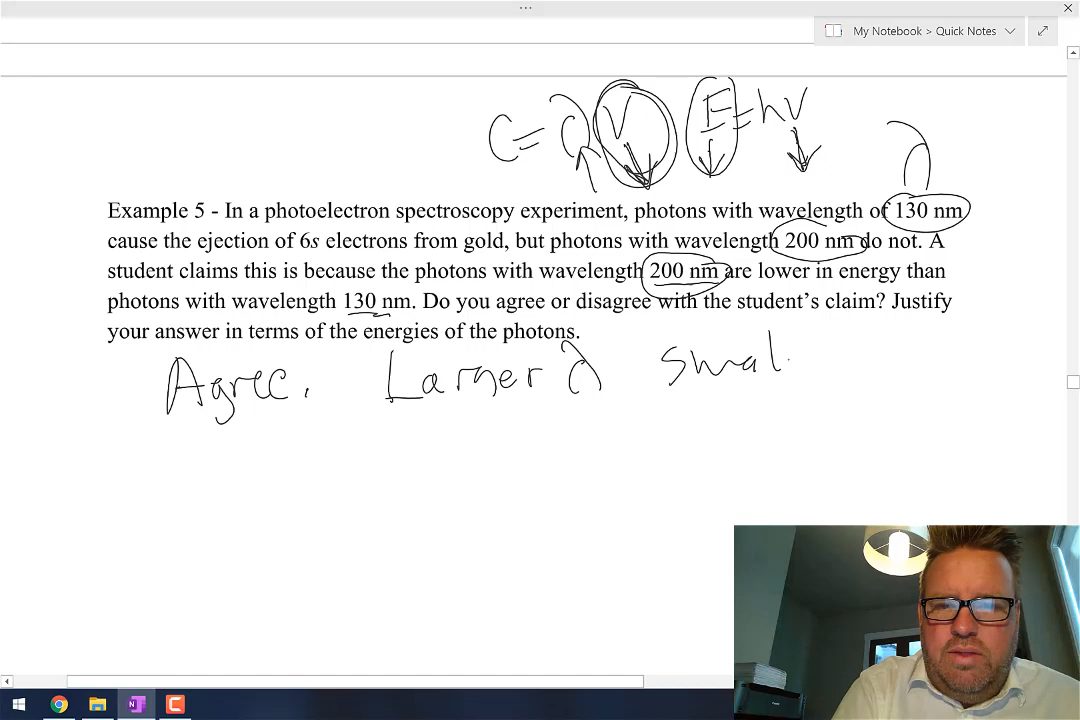 My Notebook > Quick Notes
C = λν E = hν
λ
Example 5 - In a photoelectron spectroscopy experiment, photons with wavelength of 130 nm
cause the ejection of 6s electrons from gold, but photons with wavelength 200 nm do not. A
student claims this is because the photons with wavelength 200 nm are lower in energy than
photons with wavelength 130 nm. Do you agree or disagree with the student’s claim? Justify
your answer in terms of the energies of the photons.
Agree. Larger λ smal